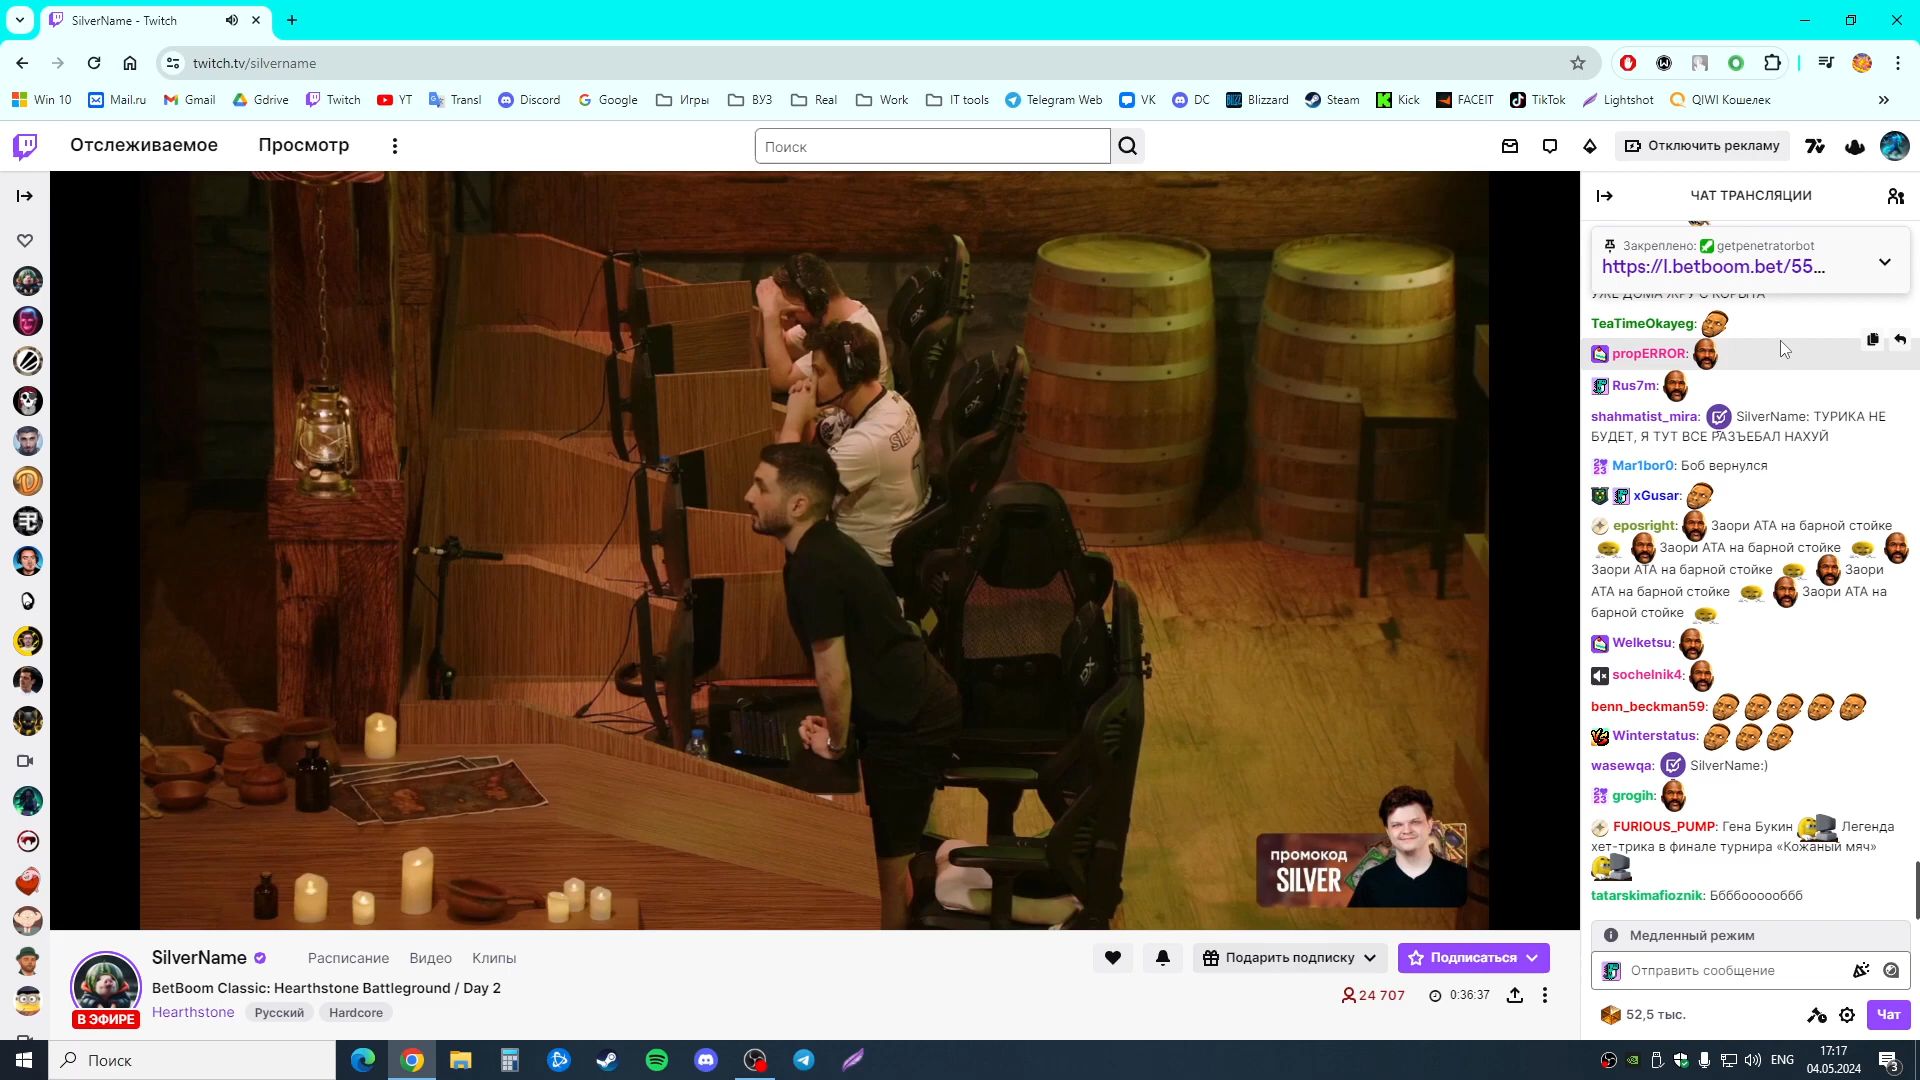 SilverName - Twitch
twitch.tv/silvername
Win 10
Mail.ru
Gmail
Gdrive
Twitch
YT
Transl
Discord
Google
Игры
ВУЗ
Real
Work
IT tools
Telegram Web
VK
DC
Blizzard
Steam
Kick
FACEIT
TikTok
Lightshot
QIWI Кошелек
Отслеживаемое
Просмотр
Поиск
Отключить рекламу
ЧАТ ТРАНСЛЯЦИИ
Закреплено: getpenetratorbot
https://l.betboom.bet/55...
УЖЕ ДОМА ЖРУ С КОРЫТА
TeaTimeOkayeg:
propERROR:
Rus7m:
shahmatist_mira: SilverName: ТУРИКА НЕ
БУДЕТ, Я ТУТ ВСЕ РАЗЪЕБАЛ НАХУЙ
Mar1bor0: Боб вернулся
xGusar:
eposright: Заори АТА на барной стойке
Заори АТА на барной стойке
Заори АТА на барной стойке Заори
АТА на барной стойке Заори АТА на
барной стойке
Welketsu:
sochelnik4:
benn_beckman59:
Winterstatus:
wasewqa: SilverName:)
grogih:
FURIOUS_PUMP: Гена Букин Легенда
хет-трика в финале турнира «Кожаный мяч»
tatarskimafioznik: Ббббооооообб​б
Медленный режим
Отправить сообщение
52,5 тыс.
Чат
промокод
SILVER
SilverName
Расписание
Видео
Клипы
Подарить подписку
Подписаться
BetBoom Classic: Hearthstone Battleground / Day 2
Hearthstone
Русский
Hardcore
В ЭФИРЕ
24 707
0:36:37
Поиск
ENG
17:17
04.05.2024
3